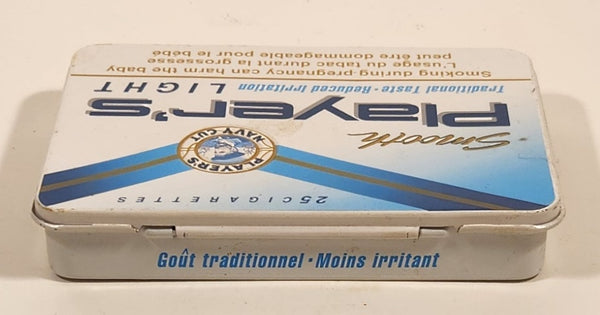 Smoking during pregnancy can harm the baby
L'usage du tabac durant la grossesse
peut être dommageable pour le bébé
Traditional Taste · Reduced Irritation LIGHT
Player's
Smooth
PLAYER'S
NAVY CUT
25 CIGARETTES
Goût traditionnel · Moins irritant